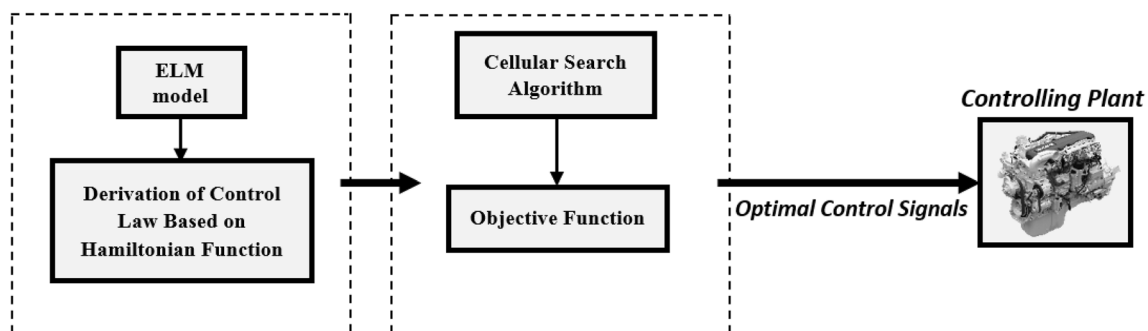 ELM
model
Derivation of Control
Law Based on
Hamiltonian Function
Cellular Search
Algorithm
Objective Function
Optimal Control Signals
Controlling Plant